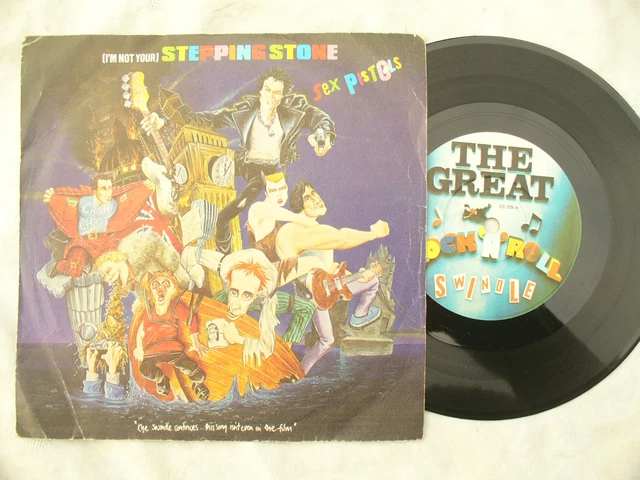 (I'M NOT YOUR) STEPPING STONE
SEX PISTOLS
"The swindle continues... this song isn't even in the film"
THE
GREAT
ROCK 'N' ROLL
SWINDLE